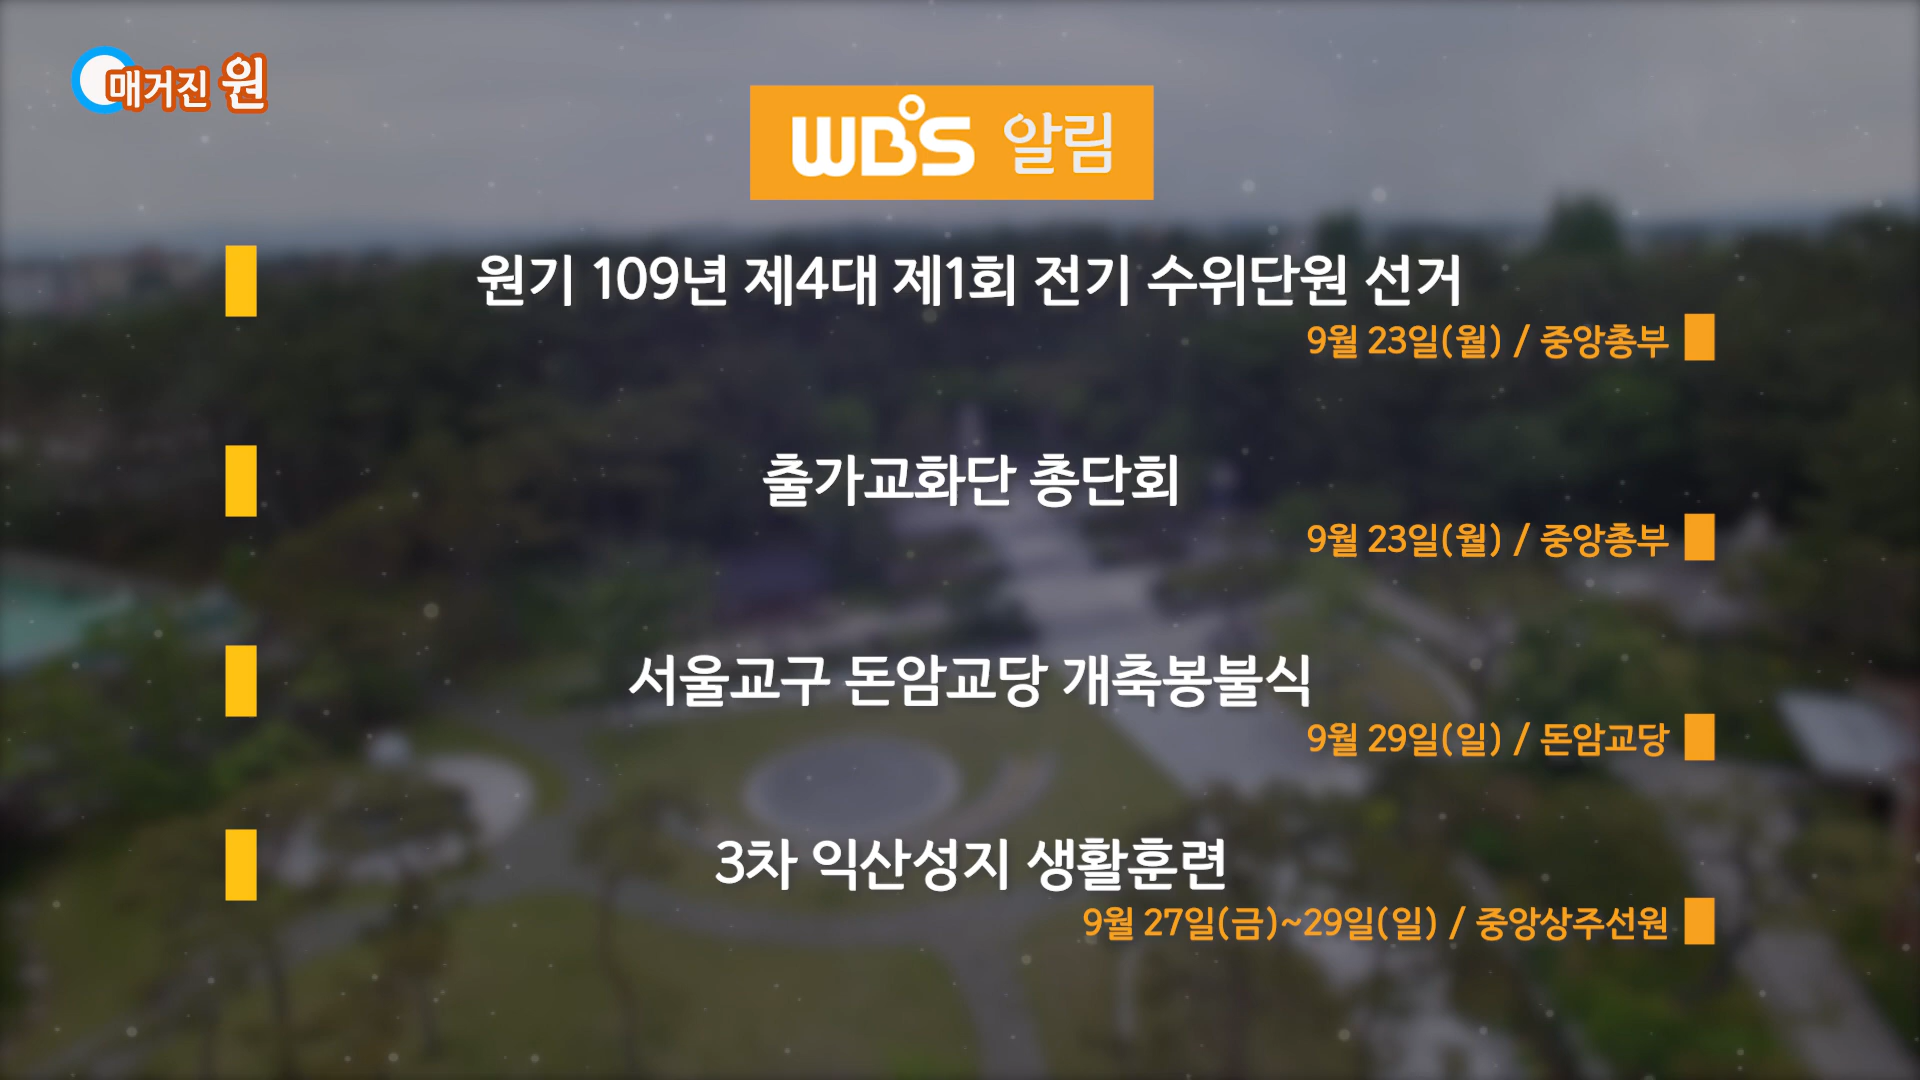 매거진 원
WBS 알림
원기 109년 제4대 제1회 전기 수위단원 선거
9월 23일(월) / 중앙총부
출가교화단 총단회
9월 23일(월) / 중앙총부
서울교구 돈암교당 개축봉불식
9월 29일(일) / 돈암교당
3차 익산성지 생활훈련
9월 27일(금)~29일(일) / 중앙상주선원